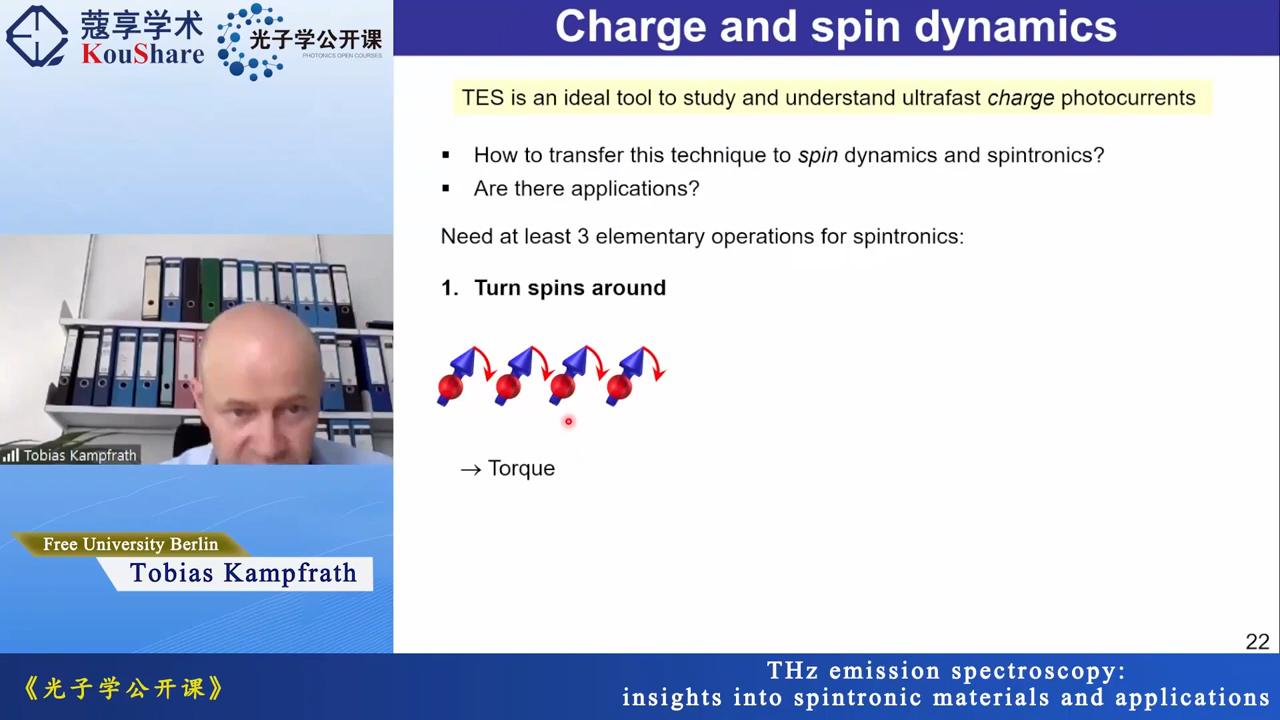 蔻享学术
KouShare
光子学公开课
PHOTONICS OPEN COURSES
Charge and spin dynamics
TES is an ideal tool to study and understand ultrafast charge photocurrents
▪ How to transfer this technique to spin dynamics and spintronics?
▪ Are there applications?
Need at least 3 elementary operations for spintronics:
1. Turn spins around
→ Torque
Tobias Kampfrath
Free University Berlin
Tobias Kampfrath
22
《光子学公开课》
THz emission spectroscopy:
insights into spintronic materials and applications